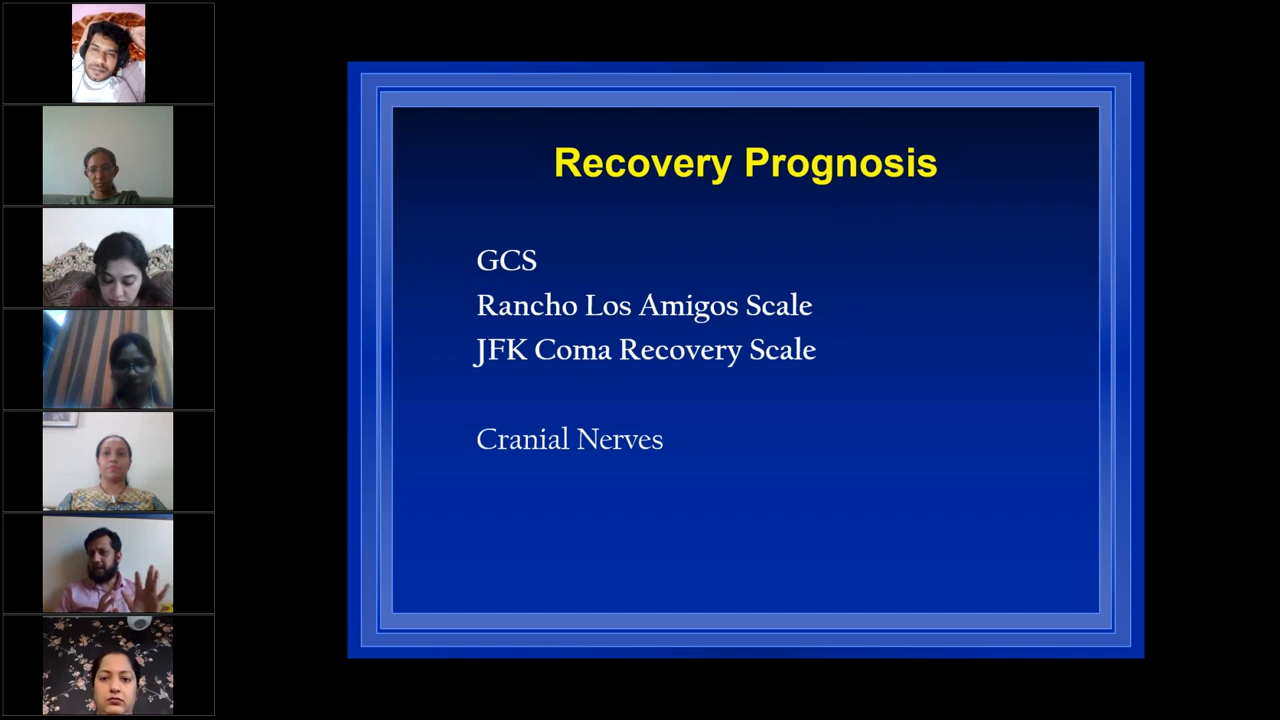 Recovery Prognosis
GCS
Rancho Los Amigos Scale
JFK Coma Recovery Scale
Cranial Nerves